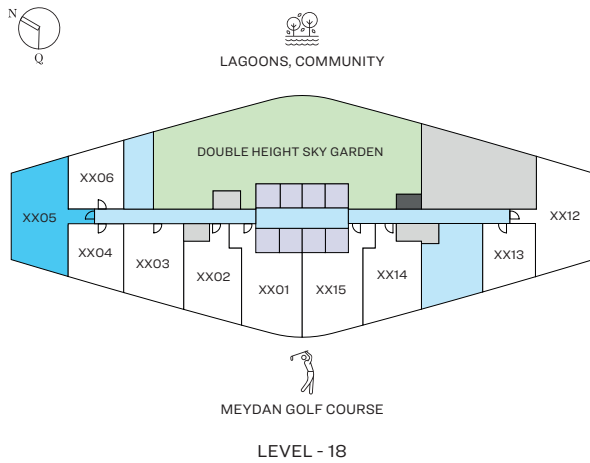 N
Q
LAGOONS, COMMUNITY
DOUBLE HEIGHT SKY GARDEN
XX06
XX05
XX12
XX04
XX03
XX02
XX01
XX15
XX14
XX13
MEYDAN GOLF COURSE
LEVEL - 18